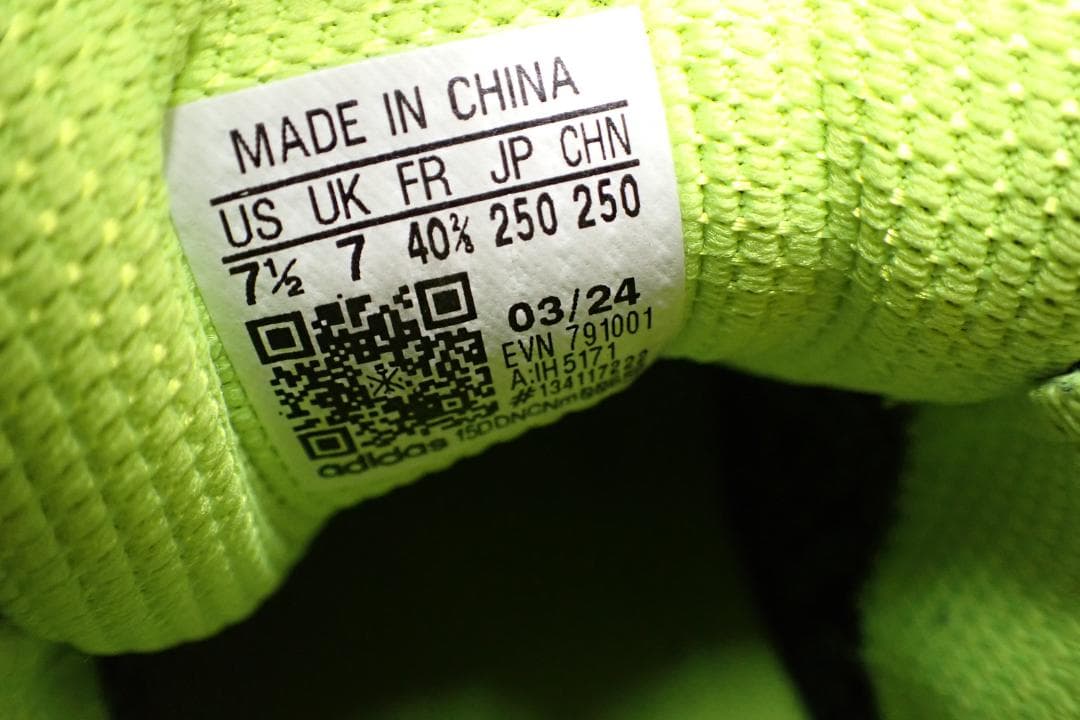 MADE IN CHINA
US UK FR JP CHN
7½ 7 40⅔ 250 250
03/24
EVN 791001
A:IH5171
adidas